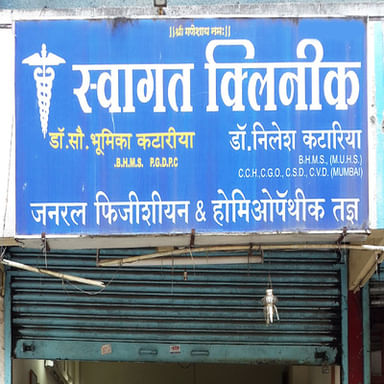 ||श्री गणेशाय नमः||
स्वागत क्लिनीक
डॉ.सौ.भूमिका कटारीया
.B.H.M.S. P.G.D.P.C
डॉ.निलेश कटारिया
B.H.M.S., (M.U.H.S.)
C.C.H.,C.G.O., C.S.D., C.V.D. (MUMBAI)
जनरल फिजीशीयन & होमिओपॅथीक तज्ञ